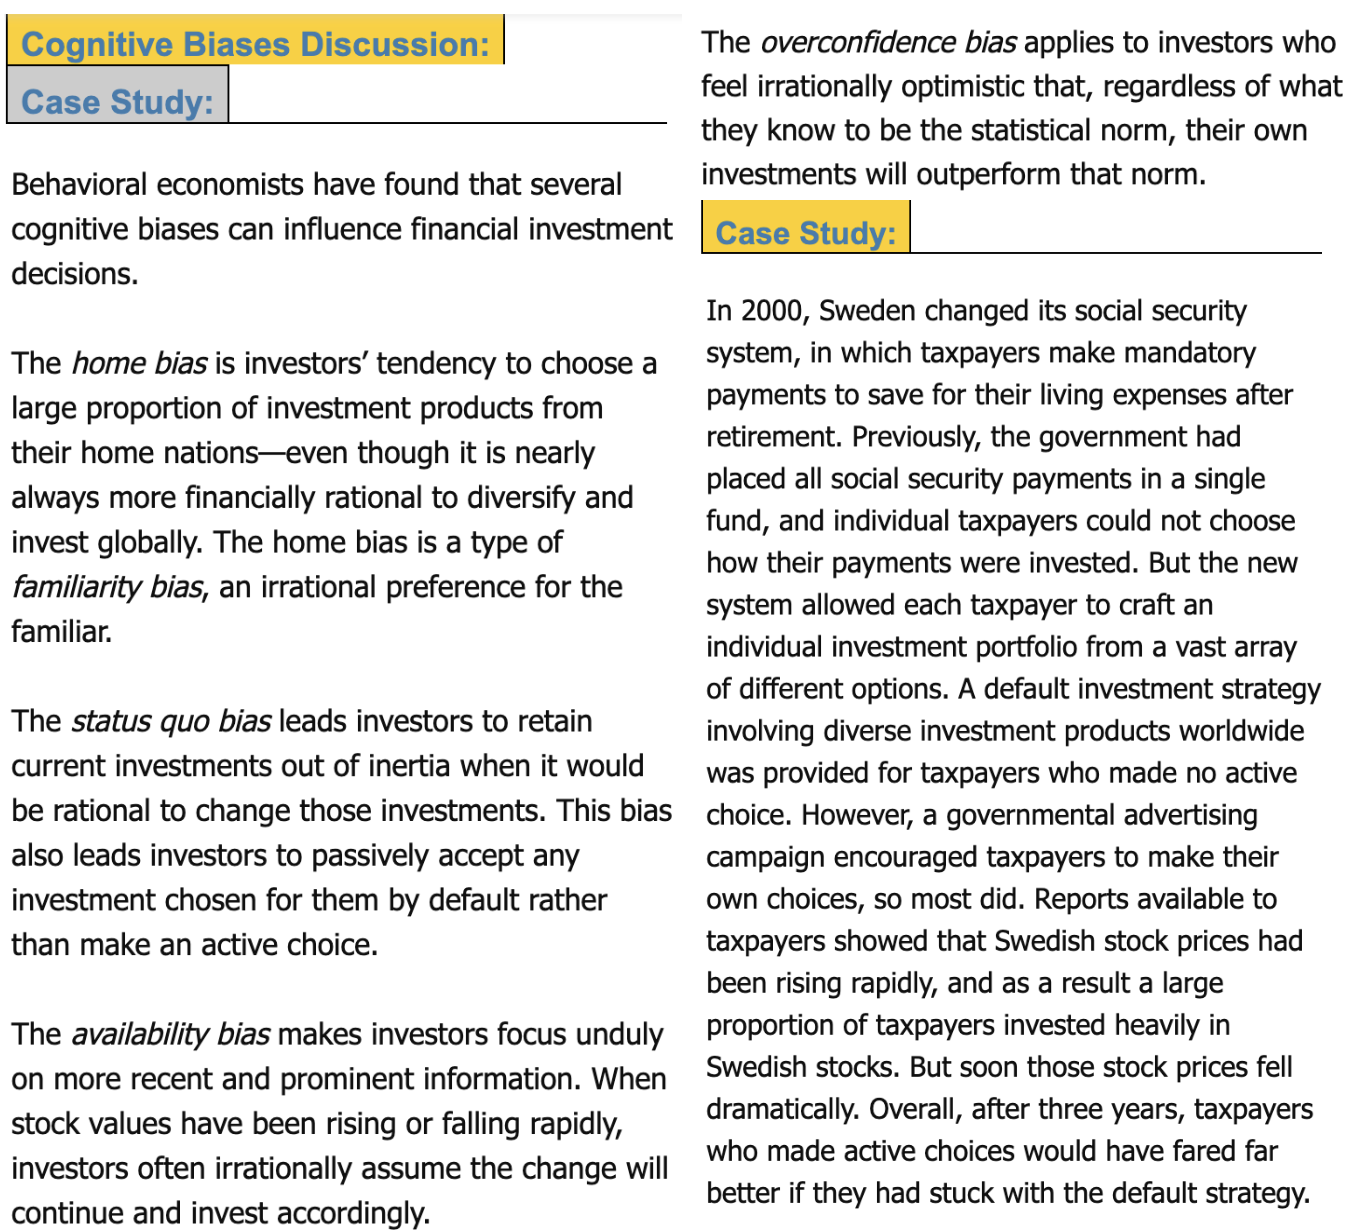 Cognitive Biases Discussion:
Case Study:
Behavioral economists have found that several
cognitive biases can influence financial investment
decisions.
The home bias is investors’ tendency to choose a
large proportion of investment products from
their home nations—even though it is nearly
always more financially rational to diversify and
invest globally. The home bias is a type of
familiarity bias, an irrational preference for the
familiar.
The status quo bias leads investors to retain
current investments out of inertia when it would
be rational to change those investments. This bias
also leads investors to passively accept any
investment chosen for them by default rather
than make an active choice.
The availability bias makes investors focus unduly
on more recent and prominent information. When
stock values have been rising or falling rapidly,
investors often irrationally assume the change will
continue and invest accordingly.
The overconfidence bias applies to investors who
feel irrationally optimistic that, regardless of what
they know to be the statistical norm, their own
investments will outperform that norm.
Case Study:
In 2000, Sweden changed its social security
system, in which taxpayers make mandatory
payments to save for their living expenses after
retirement. Previously, the government had
placed all social security payments in a single
fund, and individual taxpayers could not choose
how their payments were invested. But the new
system allowed each taxpayer to craft an
individual investment portfolio from a vast array
of different options. A default investment strategy
involving diverse investment products worldwide
was provided for taxpayers who made no active
choice. However, a governmental advertising
campaign encouraged taxpayers to make their
own choices, so most did. Reports available to
taxpayers showed that Swedish stock prices had
been rising rapidly, and as a result a large
proportion of taxpayers invested heavily in
Swedish stocks. But soon those stock prices fell
dramatically. Overall, after three years, taxpayers
who made active choices would have fared far
better if they had stuck with the default strategy.